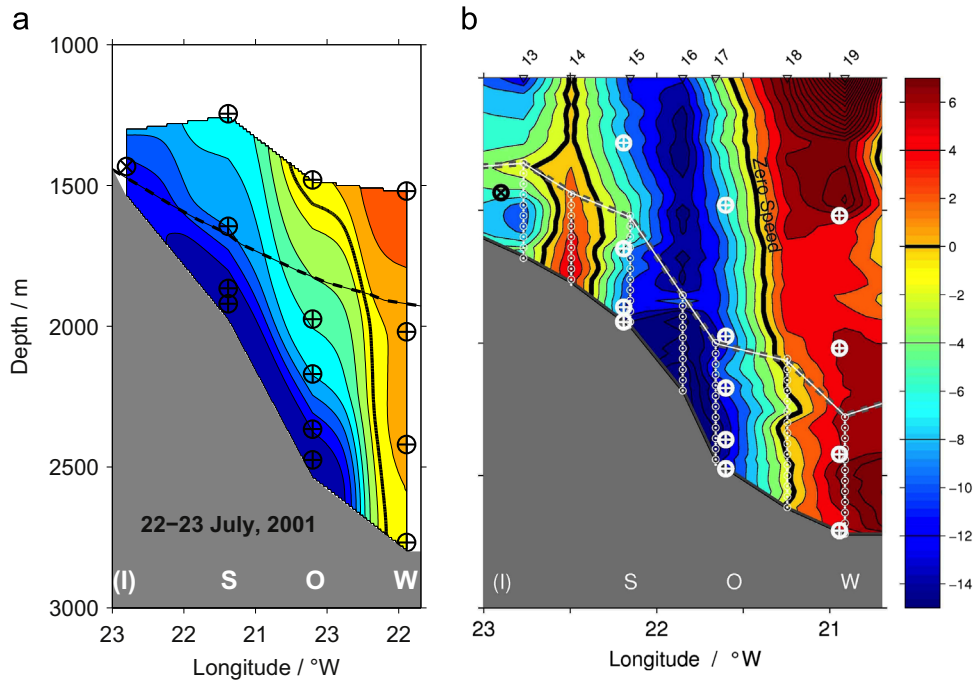 a
b
1000
1500
2000
2500
3000
Depth / m
22−23 July, 2001
(I) S O W
23 22 21 23 22
Longitude / °W
13 14 15 16 17 18 19
Zero Speed
(I) S O W
23 22 21
Longitude / °W
6
4
2
0
−2
−4
−6
−8
−10
−12
−14